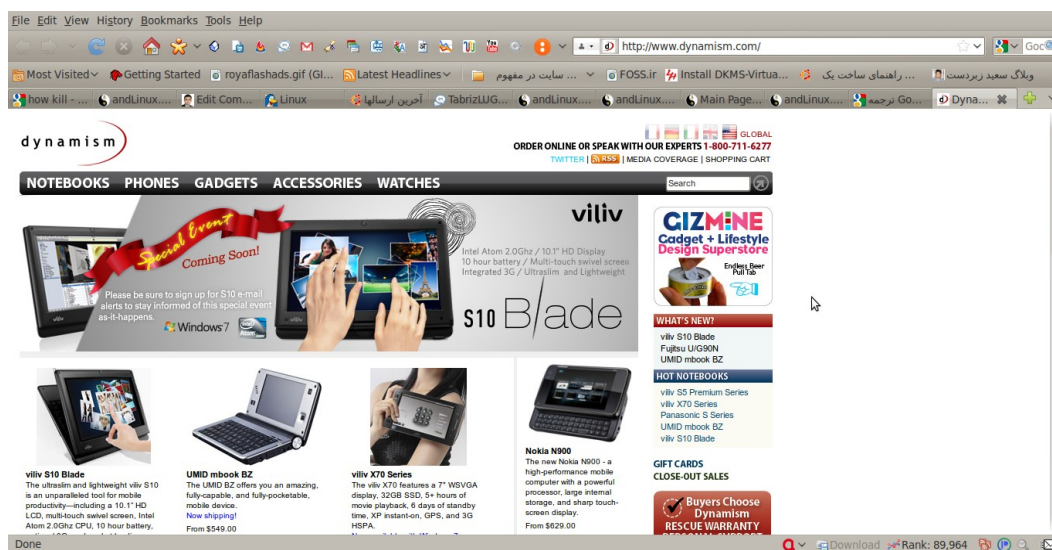 File Edit View History Bookmarks Tools Help
http://www.dynamism.com/
Most Visited
Getting Started
royaflashads.gif (GI...
Latest Headlines
سایت در مفهوم ...
FOSS.ir
Install DKMS-Virtua...
راهنمای ساخت یک ...
وبلاگ سعید زبردست
how kill - ...
andLinux....
Edit Com...
Linux
آخرین ارسالها
TabrizLUG...
andLinux....
andLinux....
Main Page...
andLinux....
ترجمه Go...
Dyna...
dynamism
GLOBAL
ORDER ONLINE OR SPEAK WITH OUR EXPERTS 1-800-711-6277
TWITTER | RSS | MEDIA COVERAGE | SHOPPING CART
NOTEBOOKS PHONES GADGETS ACCESSORIES WATCHES
Search
Special Event
Coming Soon!
Please be sure to sign up for S10 e-mail
alerts to stay informed of this special event
as-it-happens.
Windows 7
viliv
Intel Atom 2.0Ghz / 10.1" HD Display
10 hour battery / Multi-touch swivel screen
Integrated 3G / Ultraslim and Lightweight
S10 Blade
GIZMINE
Gadget + Lifestyle
Design Superstore
Endless Beer
Pull Tab
WHAT'S NEW?
viliv S10 Blade
Fujitsu U/G90N
UMID mbook BZ
HOT NOTEBOOKS
viliv S5 Premium Series
viliv X70 Series
Panasonic S Series
UMID mbook BZ
viliv S10 Blade
GIFT CARDS
CLOSE-OUT SALES
Buyers Choose
Dynamism
RESCUE WARRANTY
PERSONAL SUPPORT
viliv S10 Blade
The ultraslim and lightweight viliv S10
is an unparalleled tool for mobile
productivity—including a 10.1" HD
LCD, multi-touch swivel screen, Intel
Atom 2.0Ghz CPU, 10 hour battery,
UMID mbook BZ
The UMID BZ offers you an amazing,
fully-capable, and fully-pocketable,
mobile device.
Now shipping!
From $549.00
viliv X70 Series
The viliv X70 features a 7" WSVGA
display, 32GB SSD, 5+ hours of
movie playback, 6 days of standby
time, XP instant-on, GPS, and 3G
HSPA.
Nokia N900
The new Nokia N900 - a
high-performance mobile
computer with a powerful
processor, large internal
storage, and sharp touch-
screen display.
From $629.00
Done
Download
Rank: 89,964